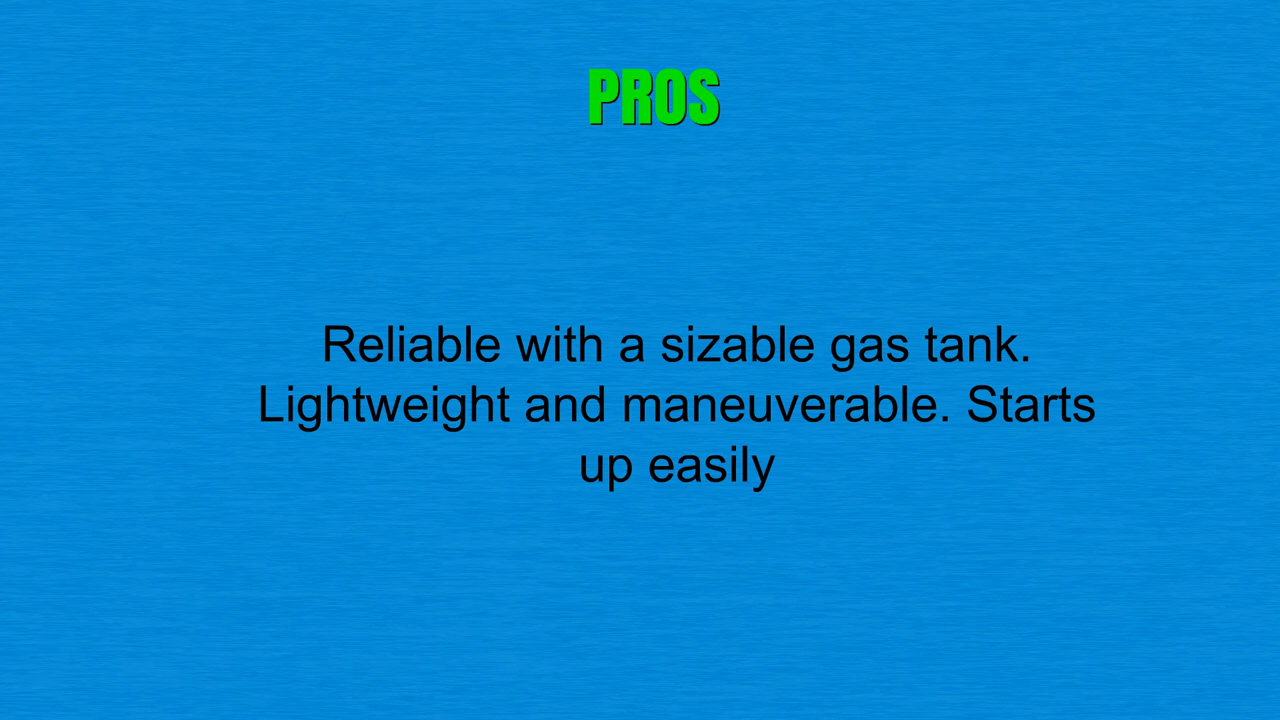 PROS
Reliable with a sizable gas tank.
Lightweight and maneuverable. Starts
up easily